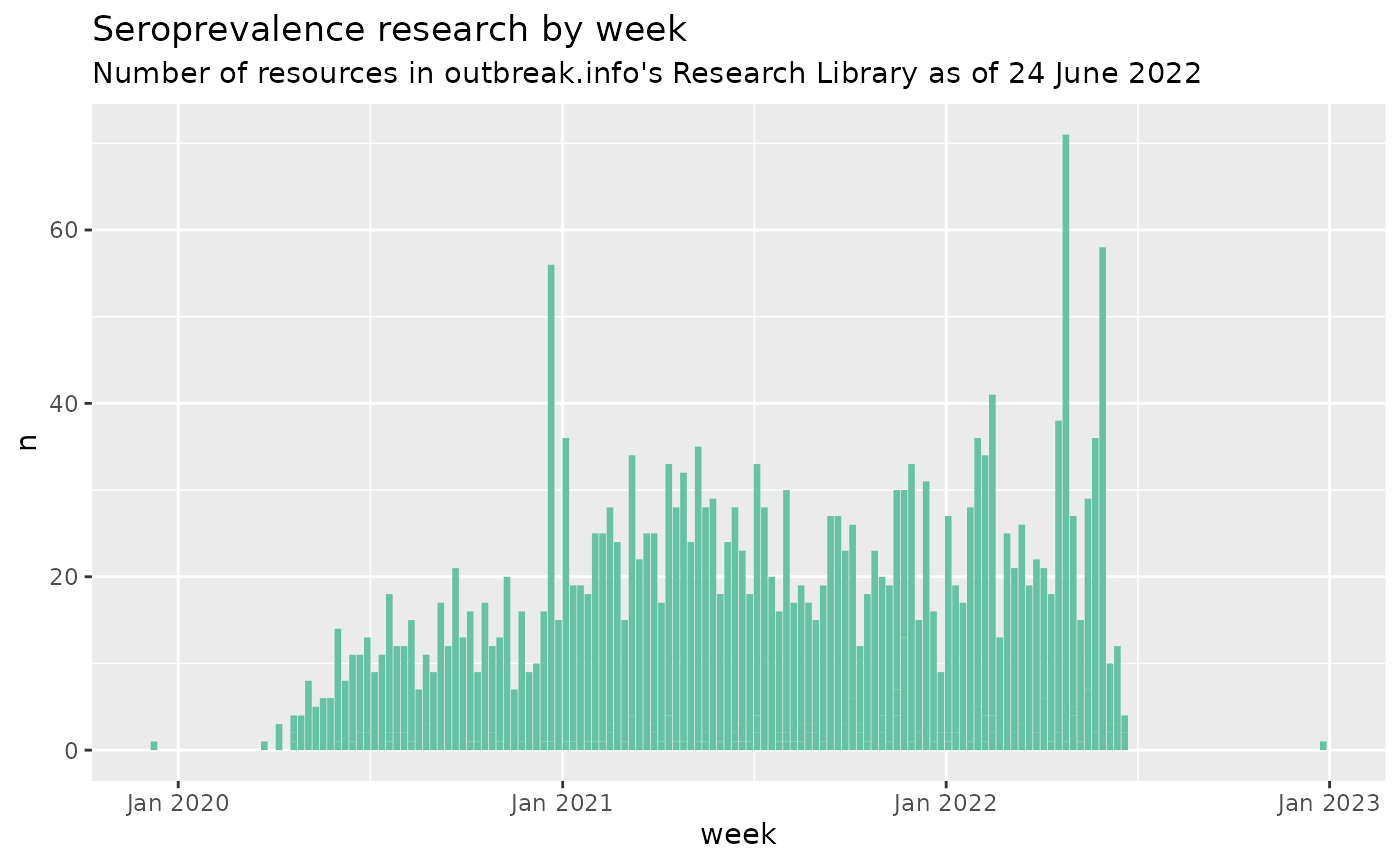 Seroprevalence research by week
Number of resources in outbreak.info's Research Library as of 24 June 2022
60
40
n
20
0
Jan 2020
Jan 2021
Jan 2022
Jan 2023
week